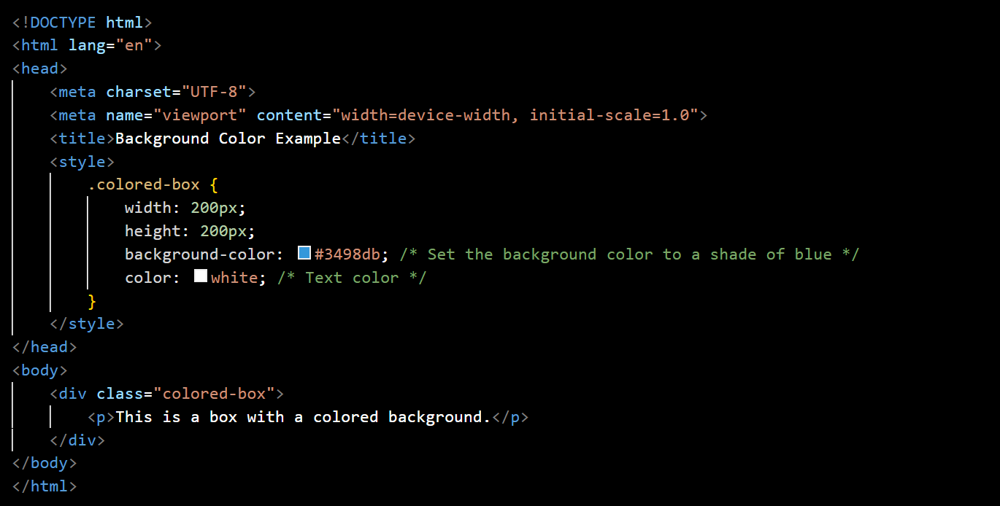 <!DOCTYPE html>
<html lang="en">
<head>
    <meta charset="UTF-8">
    <meta name="viewport" content="width=device-width, initial-scale=1.0">
    <title>Background Color Example</title>
    <style>
        .colored-box {
            width: 200px;
            height: 200px;
            background-color: #3498db; /* Set the background color to a shade of blue */
            color: white; /* Text color */
        }
    </style>
</head>
<body>
    <div class="colored-box">
        <p>This is a box with a colored background.</p>
    </div>
</body>
</html>